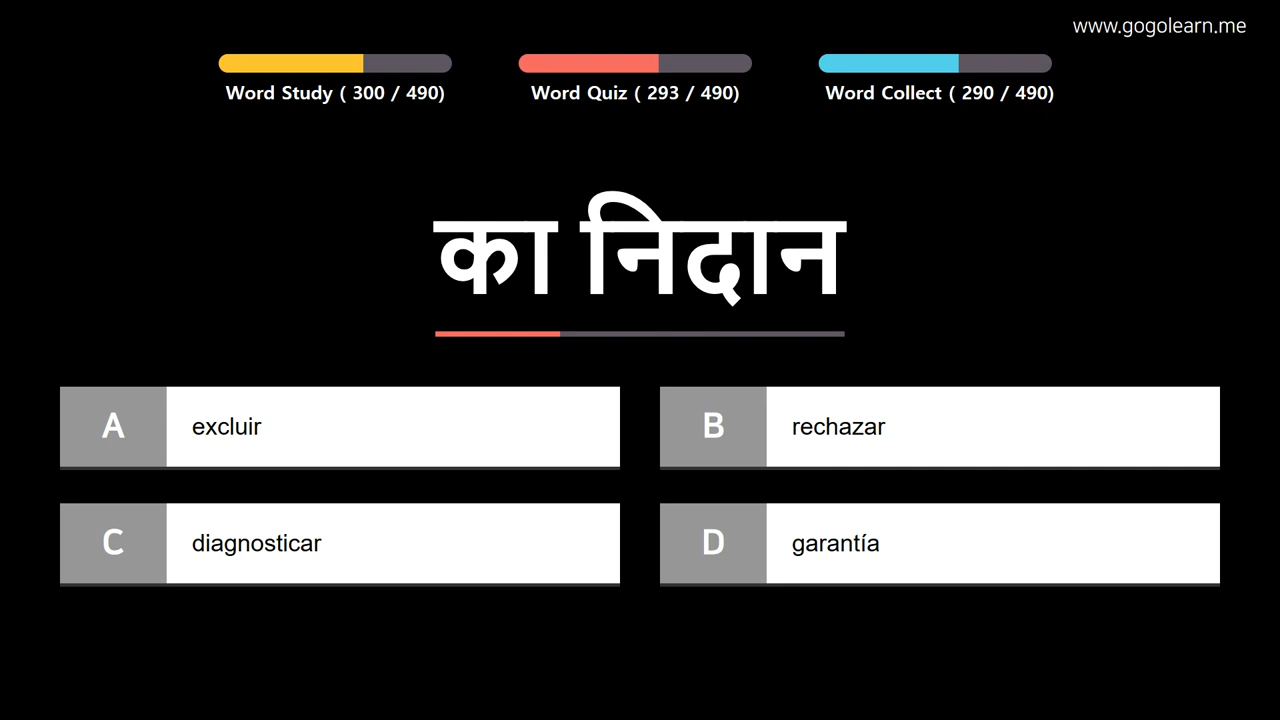 www.gogolearn.me
Word Study ( 300 / 490)
Word Quiz ( 293 / 490)
Word Collect ( 290 / 490)
का निदान
A excluir
B rechazar
C diagnosticar
D garantía